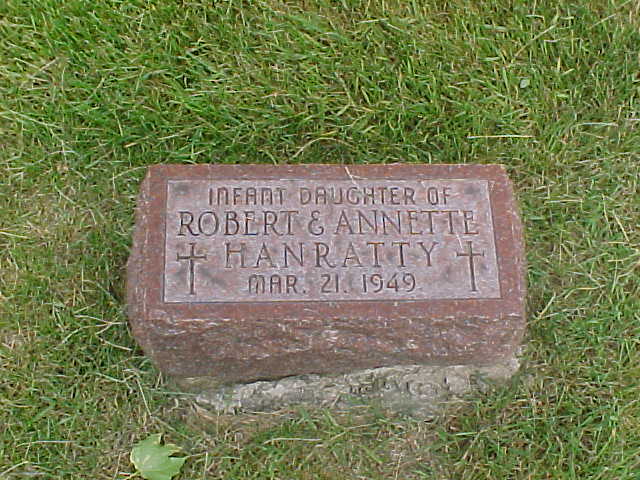 INFANT DAUGHTER OF
ROBERT & ANNETTE
HANRATTY
MAR. 21. 1949